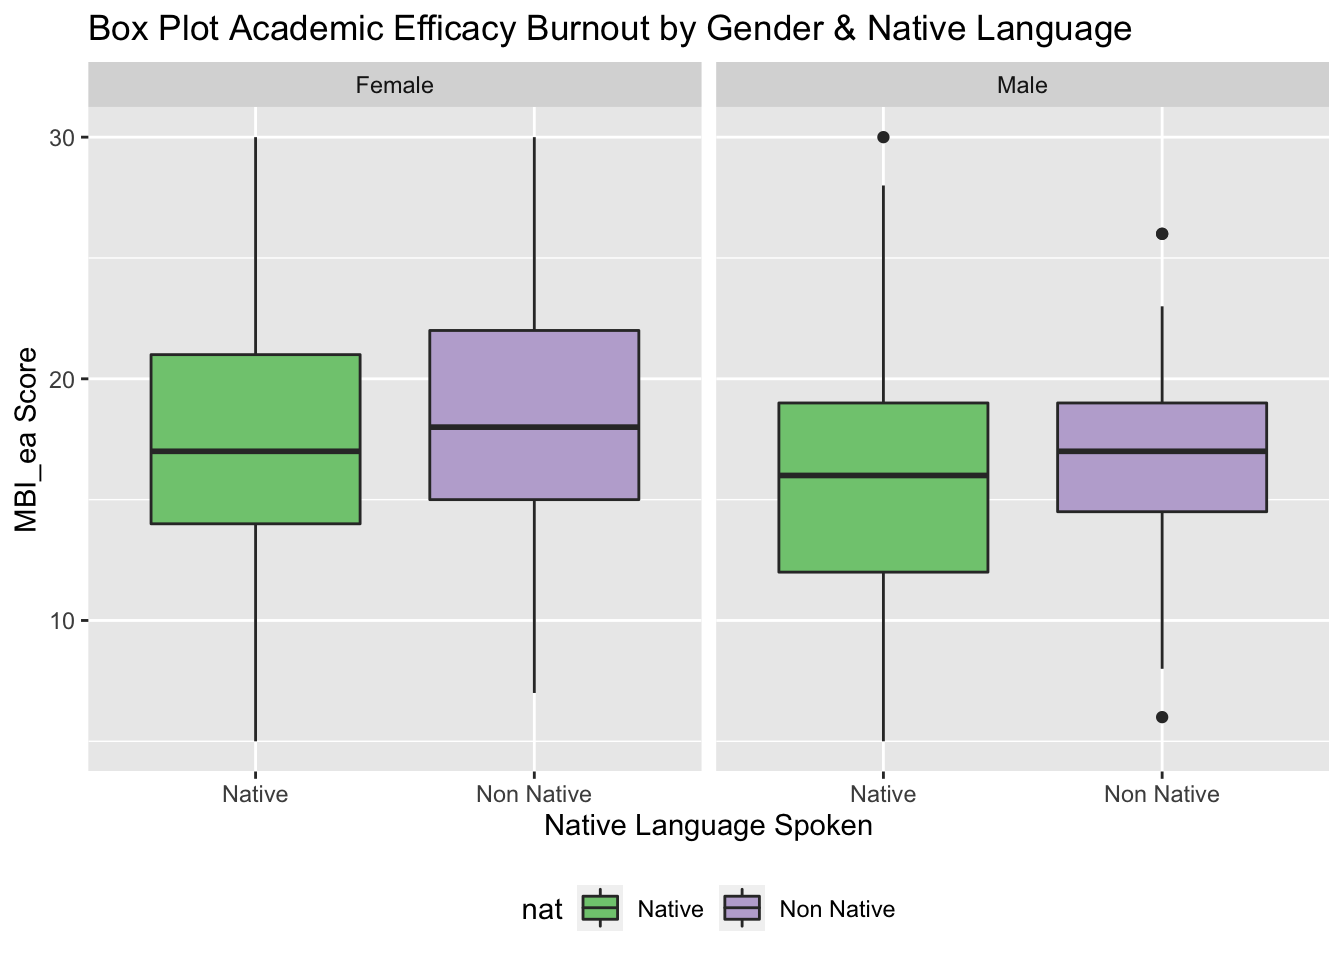 Box Plot Academic Efficacy Burnout by Gender & Native Language
Female
Male
30
20
10
MBI_ea Score
Native
Non Native
Native
Non Native
Native Language Spoken
nat Native Non Native